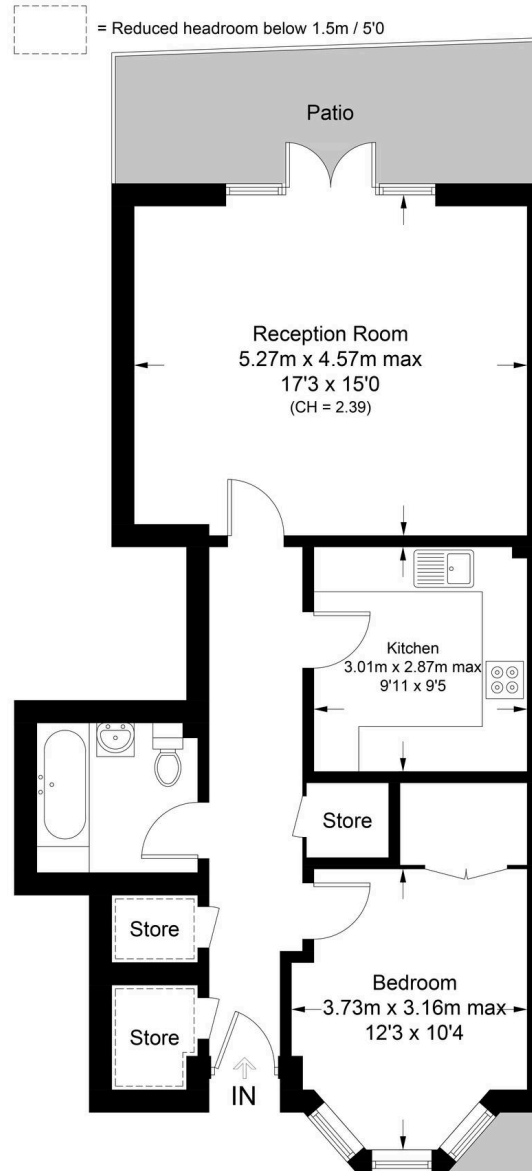 = Reduced headroom below 1.5m / 5'0
Patio
Reception Room
5.27m x 4.57m max
17'3 x 15'0
(CH = 2.39)
Kitchen
3.01m x 2.87m max
9'11 x 9'5
Store
Store
Bedroom
3.73m x 3.16m max
12'3 x 10'4
Store
IN